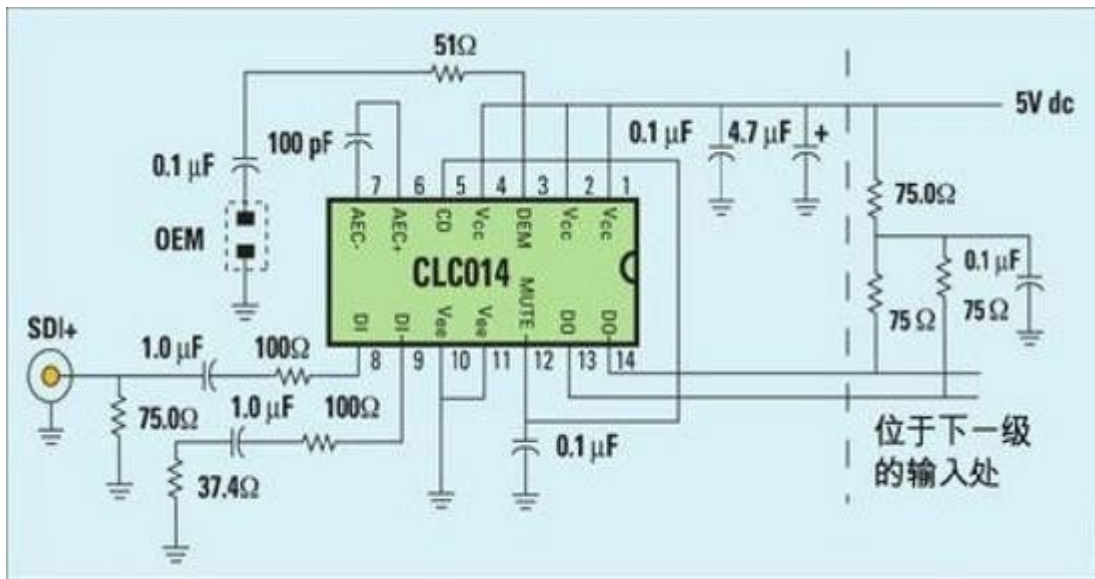 51Ω
5V dc
0.1 µF
100 pF
0.1 µF
4.7 µF
+
75.0Ω
7 6 5 4 3 2 1
OEM
AEC-
AEC+
CD
Vcc
DEM
Vcc
Vcc
CLC014
0.1 µF
75 Ω
75 Ω
DI
DI-
Vee
Vee
MUTE
DO
DO
SDI+
1.0 µF
100Ω
8 9 10 11 12 13 14
75.0Ω
1.0 µF
100Ω
0.1 µF
37.4Ω
位于下一级
的输入处